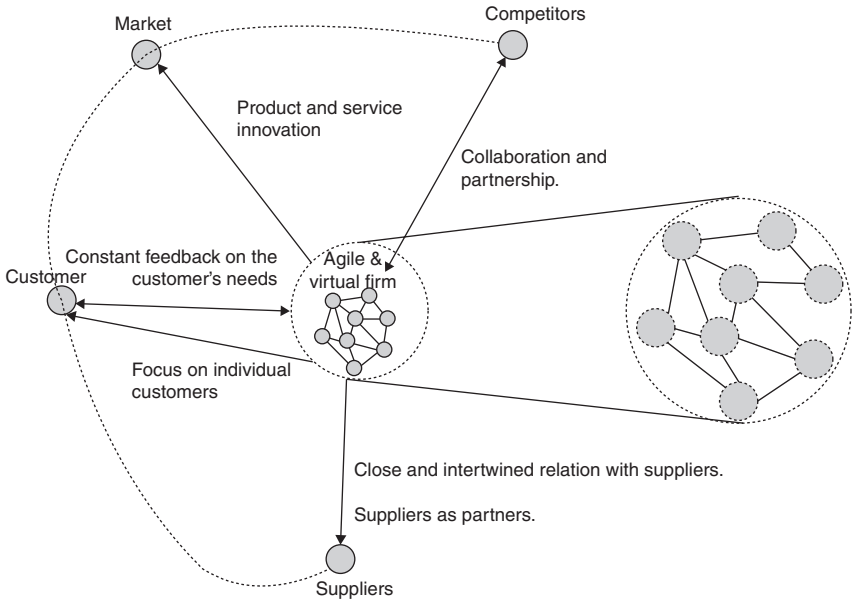 Competitors
Market
Product and service
innovation
Collaboration and
partnership.
Agile &
virtual firm
Constant feedback on the
customer's needs
Customer
Focus on individual
customers
Close and intertwined relation with suppliers.
Suppliers as partners.
Suppliers